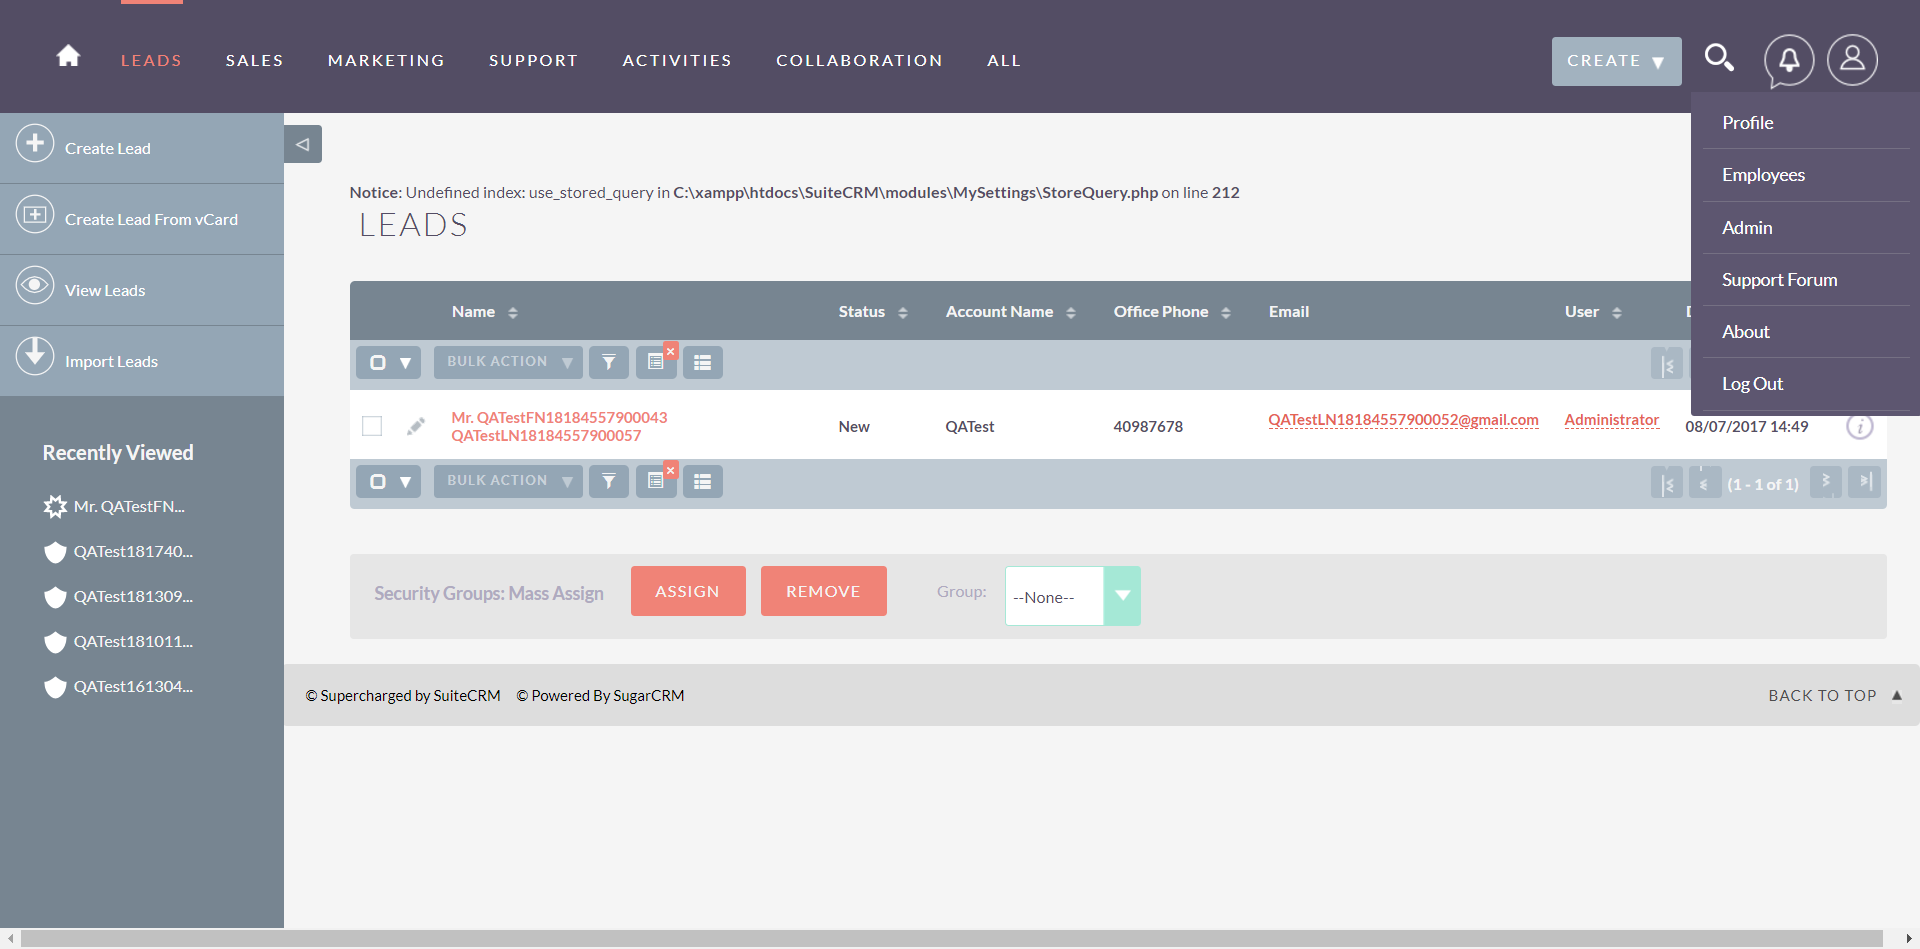 LEADS SALES MARKETING SUPPORT ACTIVITIES COLLABORATION ALL CREATE
Profile
Employees
Admin
Support Forum
About
Log Out
Create Lead
Create Lead From vCard
View Leads
Import Leads
Recently Viewed
Mr. QATestFN...
QATest181740...
QATest181309...
QATest181011...
QATest161304...
Notice: Undefined index: use_stored_query in C:\xampp\htdocs\SuiteCRM\modules\MySettings\StoreQuery.php on line 212
LEADS
Name Status Account Name Office Phone Email User
BULK ACTION
Mr. QATestFN18184557900043
QATestLN18184557900057
New QATest 40987678 QATestLN18184557900052@gmail.com Administrator 08/07/2017 14:49
BULK ACTION (1 - 1 of 1)
Security Groups: Mass Assign ASSIGN REMOVE Group: --None--
© Supercharged by SuiteCRM © Powered By SugarCRM BACK TO TOP